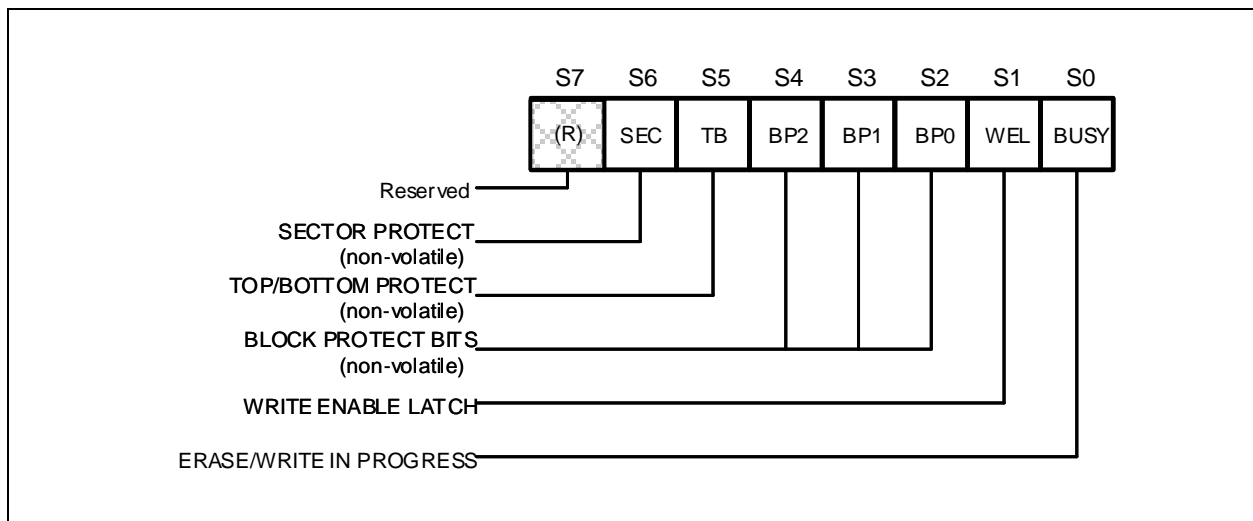 S7 S6 S5 S4 S3 S2 S1 S0
(R) SEC TB BP2 BP1 BP0 WEL BUSY
Reserved
SECTOR PROTECT
(non-volatile)
TOP/BOTTOM PROTECT
(non-volatile)
BLOCK PROTECT BITS
(non-volatile)
WRITE ENABLE LATCH
ERASE/WRITE IN PROGRESS